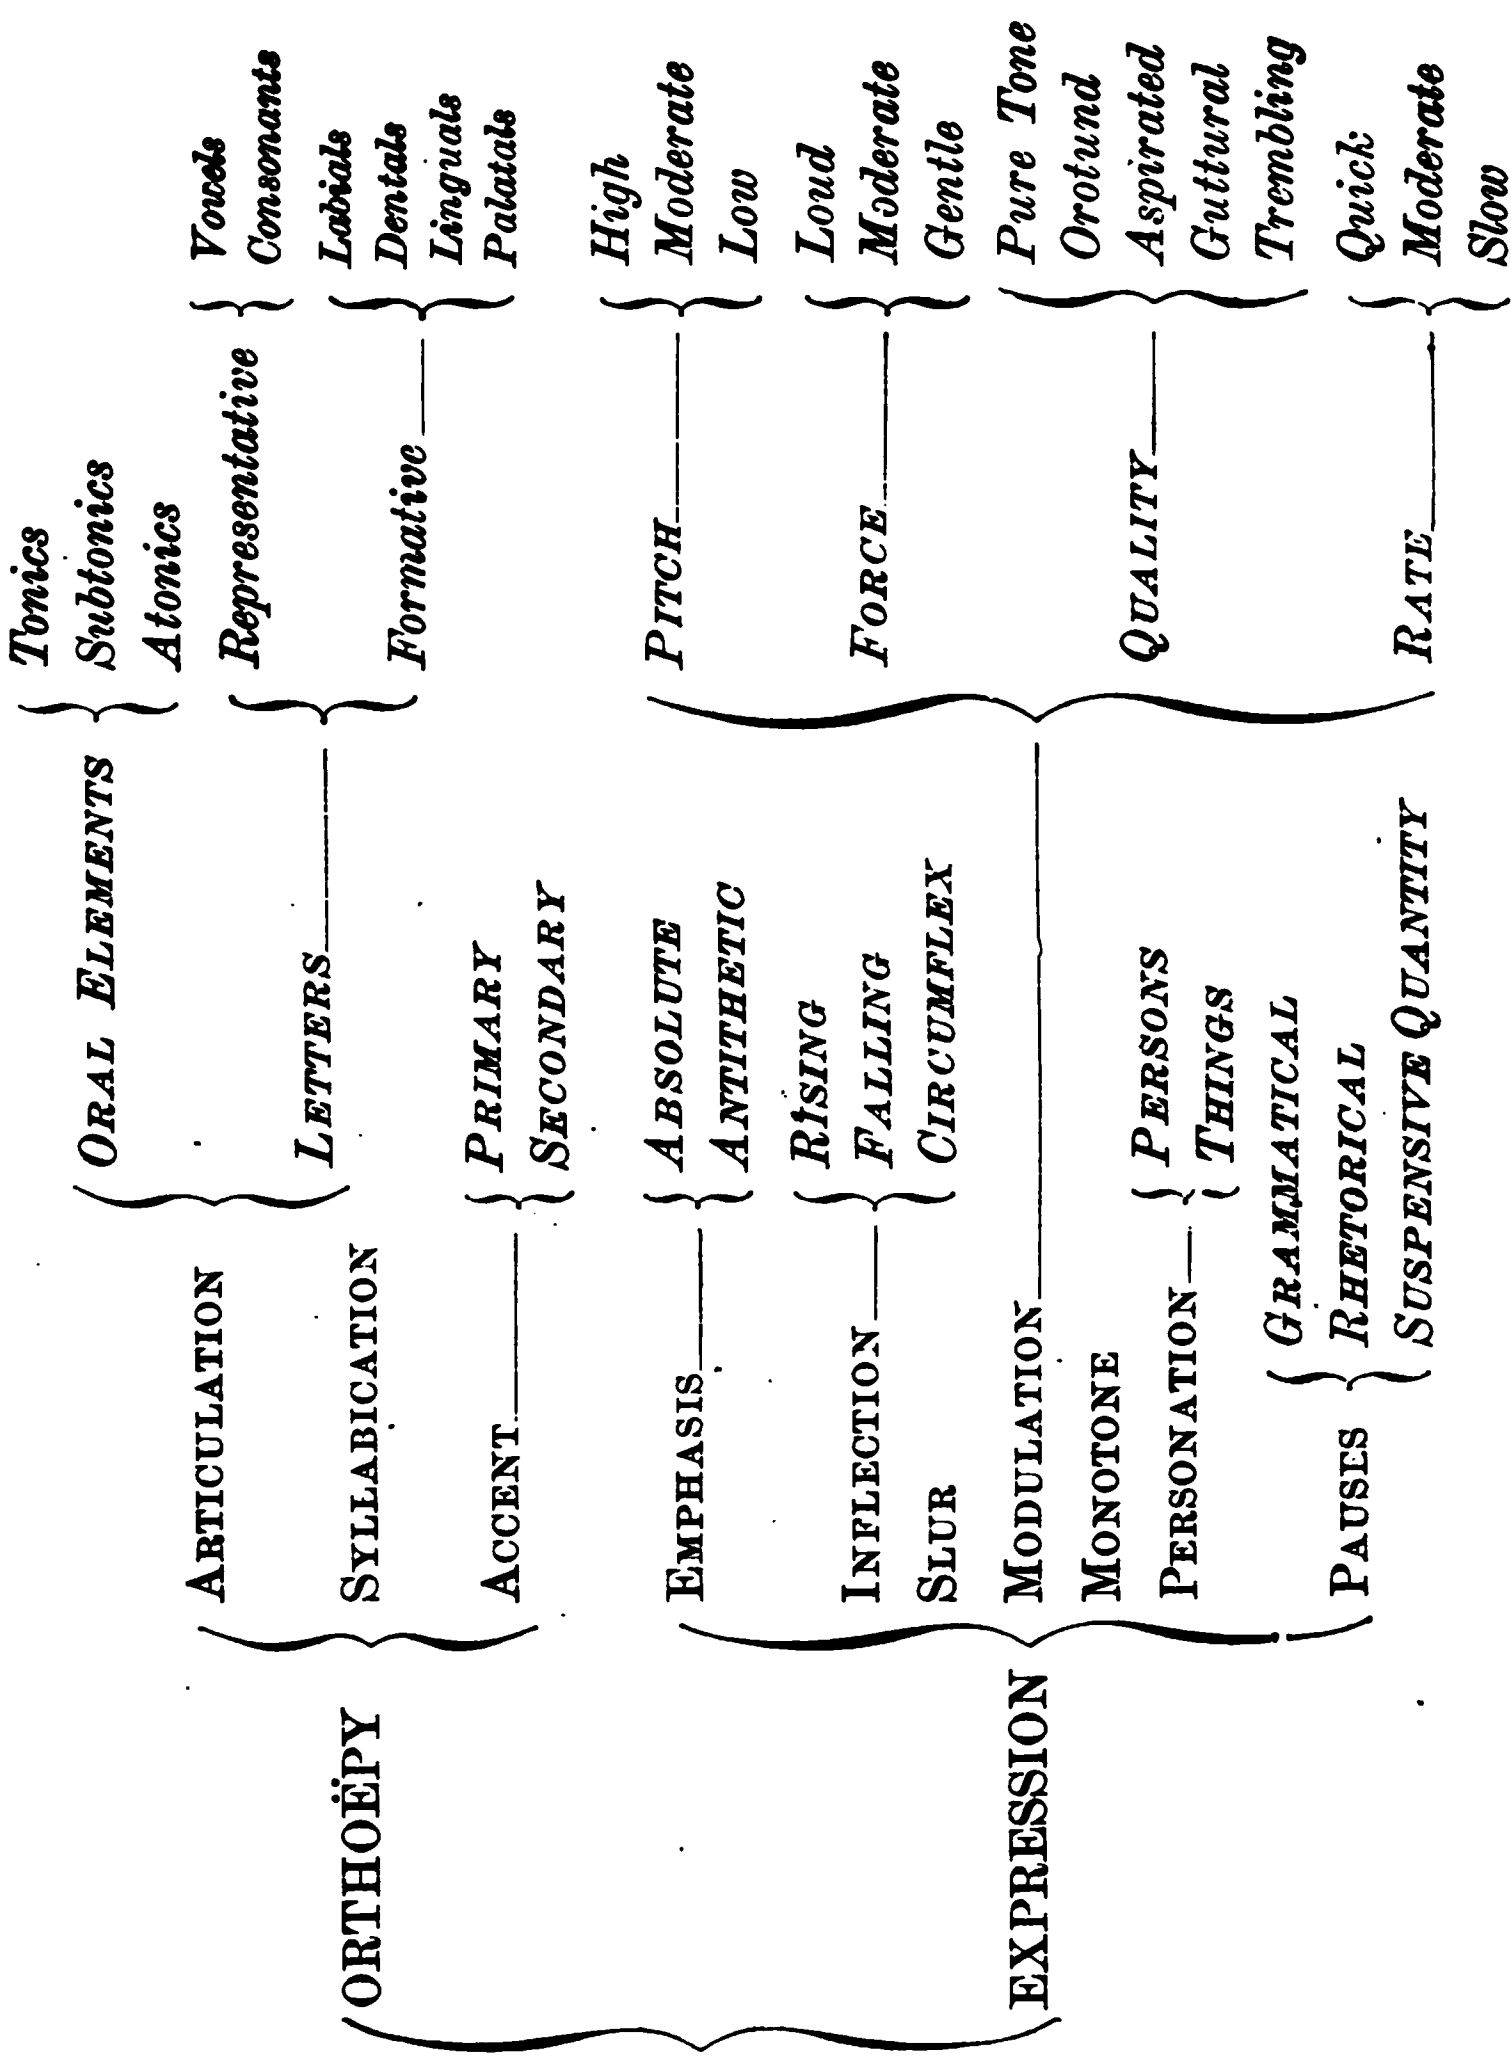 ORTHOËPY
ARTICULATION
ORAL ELEMENTS
Tonics
Subtonics
Atonics
LETTERS
Representative
Vowels
Consonants
Formative
Labials
Dentals
Linguals
Palatals
SYLLABICATION
ACCENT
PRIMARY
SECONDARY
EXPRESSION
EMPHASIS
ABSOLUTE
ANTITHETIC
INFLECTION
RISING
FALLING
CIRCUMFLEX
SLUR
MODULATION
PITCH
High
Moderate
Low
FORCE
Loud
Moderate
Gentle
QUALITY
Pure Tone
Orotund
Aspirated
Guttural
Trembling
RATE
Quick
Moderate
Slow
MONOTONE
PERSONATION
PERSONS
THINGS
PAUSES
GRAMMATICAL
RHETORICAL
SUSPENSIVE QUANTITY